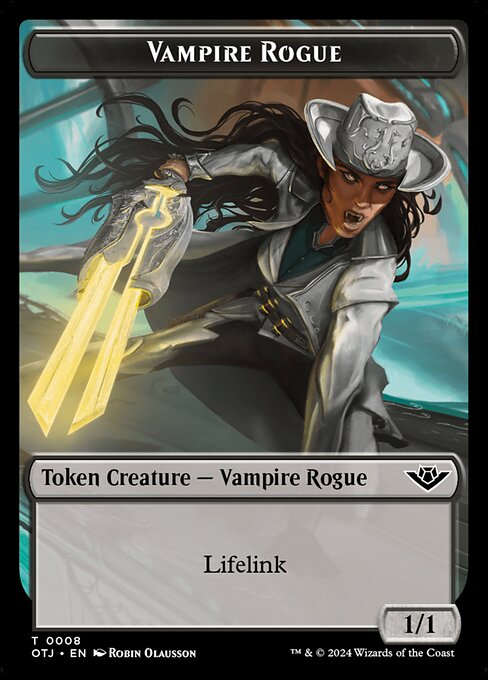 Vampire Rogue
Token Creature — Vampire Rogue
Lifelink
1/1
T 0008
OTJ • EN Robin Olausson
™ & © 2024 Wizards of the Coast